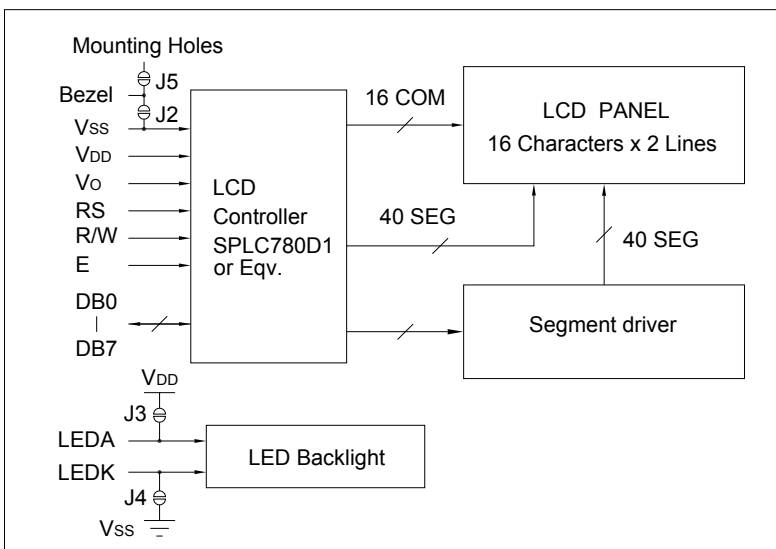 Mounting Holes
J5
Bezel
J2
VSS
VDD
VO
RS
R/W
E
DB0
|
DB7
LCD
Controller
SPLC780D1
or Eqv.
16 COM
40 SEG
LCD PANEL
16 Characters x 2 Lines
40 SEG
Segment driver
VDD
J3
LEDA
LEDK
J4
VSS
LED Backlight